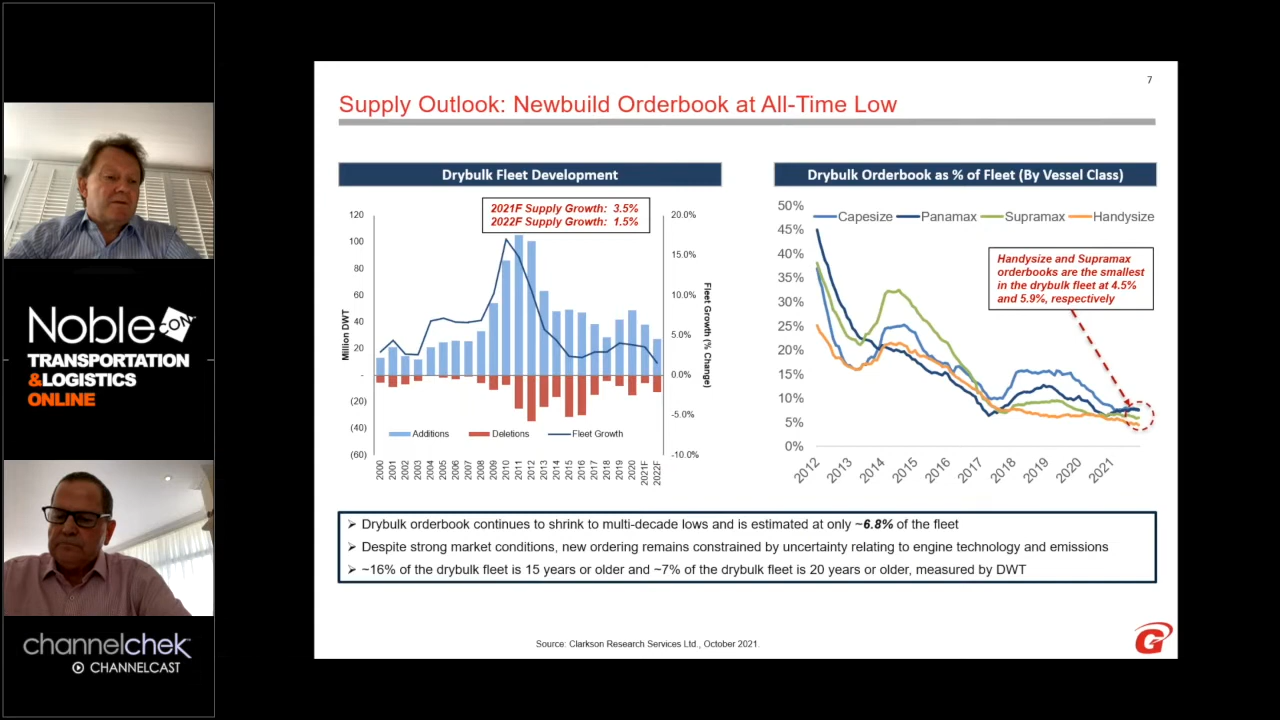 7
Supply Outlook: Newbuild Orderbook at All-Time Low
Drybulk Fleet Development
2021F Supply Growth: 3.5%
2022F Supply Growth: 1.5%
120
100
80
60
40
20
-
(20)
(40)
(60)
Million DWT
20.0%
15.0%
10.0%
5.0%
0.0%
-5.0%
-10.0%
Fleet Growth (% Change)
Additions
Deletions
Fleet Growth
2000
2001
2002
2003
2004
2005
2006
2007
2008
2009
2010
2011
2012
2013
2014
2015
2016
2017
2018
2019
2020
2021F
2022F
Drybulk Orderbook as % of Fleet (By Vessel Class)
50%
45%
40%
35%
30%
25%
20%
15%
10%
5%
0%
Capesize
Panamax
Supramax
Handysize
Handysize and Supramax
orderbooks are the smallest
in the drybulk fleet at 4.5%
and 5.9%, respectively
2012
2013
2014
2015
2016
2017
2018
2019
2020
2021
➢ Drybulk orderbook continues to shrink to multi-decade lows and is estimated at only ~6.8% of the fleet
➢ Despite strong market conditions, new ordering remains constrained by uncertainty relating to engine technology and emissions
➢ ~16% of the drybulk fleet is 15 years or older and ~7% of the drybulk fleet is 20 years or older, measured by DWT
Source: Clarkson Research Services Ltd., October 2021.
G
Noble CON
TRANSPORTATION
&LOGISTICS
ONLINE
channelchek
CHANNELCAST